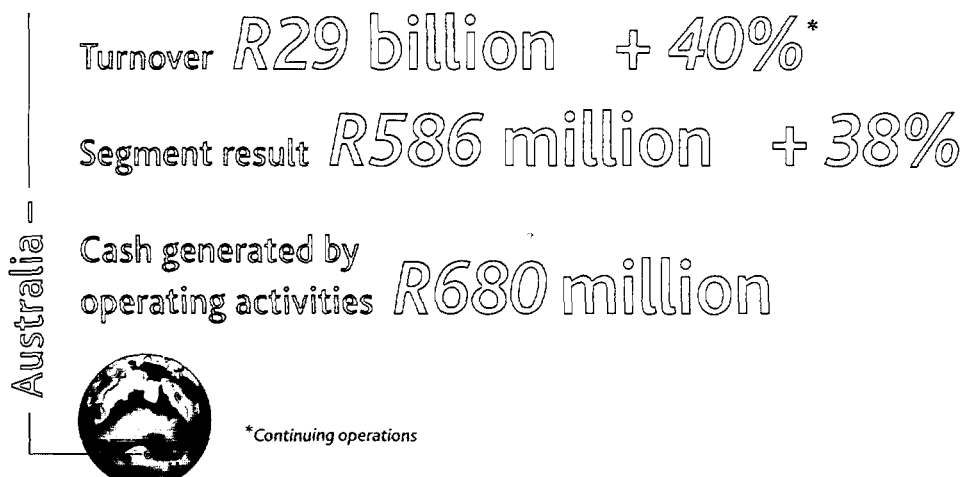 Turnover R29 billion + 40%*
Segment result R586 million + 38%
Cash generated by
operating activities R680 million
Australia
*Continuing operations